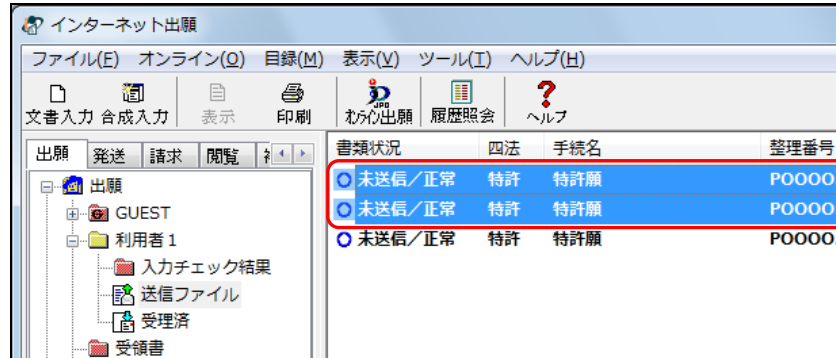 インターネット出願
ファイル(F) オンライン(O) 目録(M) 表示(V) ツール(T) ヘルプ(H)
文書入力 合成入力 表示 印刷 オンライン出願 履歴照会 ヘルプ
出願 発送 請求 閲覧
書類状況 四法 手続名 整理番号
出願
GUEST
利用者1
入力チェック結果
送信ファイル
受理済
受領書
未送信/正常 特許 特許願 P0000
未送信/正常 特許 特許願 P0000
未送信/正常 特許 特許願 P0000